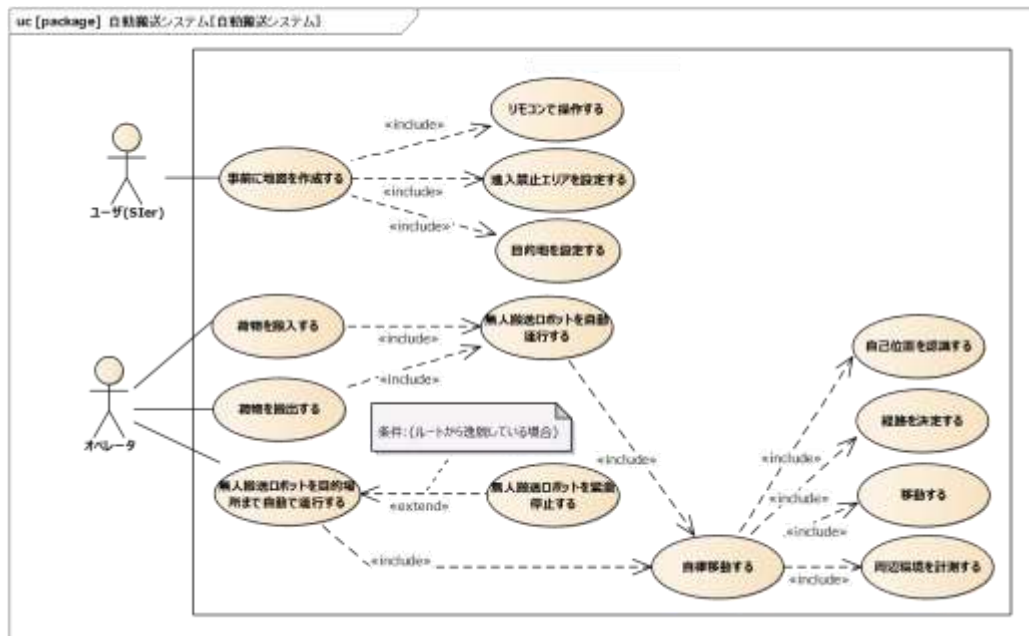 uc [package] 自動搬送システム[自動搬送システム]
リモコンで操作する
«include»
事前に地図を作成する
«include»
進入禁止エリアを設定する
ユーザ(SIer)
«include»
目的地を設定する
荷物を搬入する
«include»
無人搬送ロボットを自動
運行する
自己位置を認識する
«include»
荷物を搬出する
条件:{ルートから逸脱している場合}
経路を決定する
オペレータ
«include»
«include»
無人搬送ロボットを目的場
所まで自動で運行する
«extend»
無人搬送ロボットを緊急
停止する
«include»
移動する
«include»
«include»
自律移動する
«include»
周辺環境を計測する